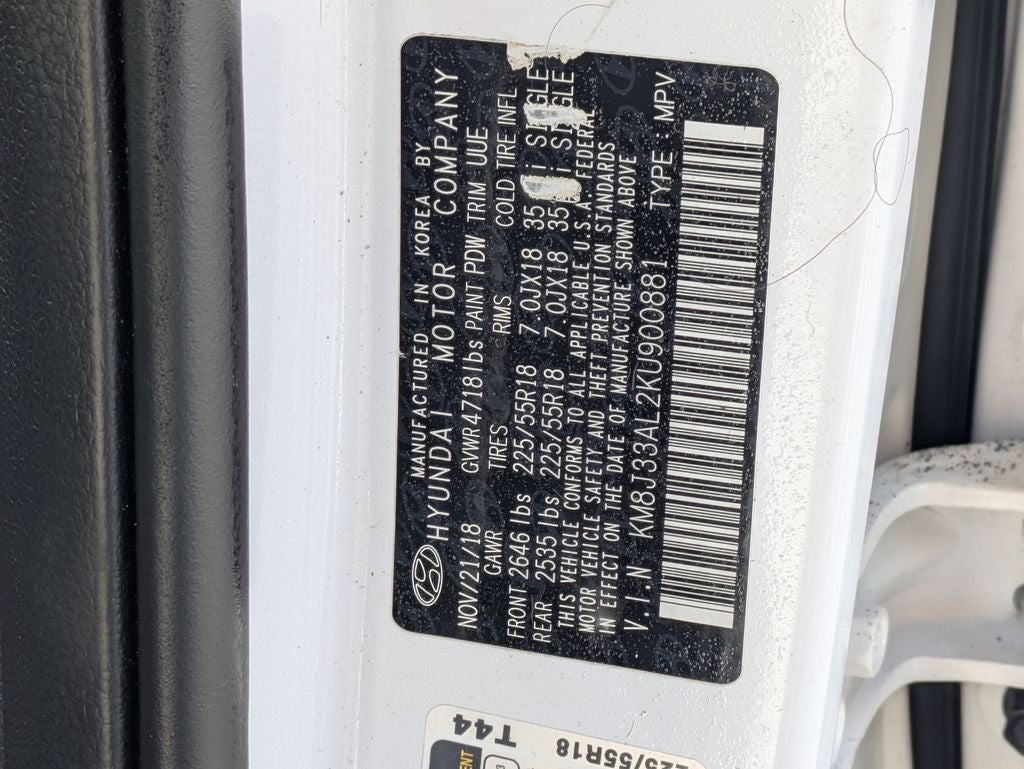 MANUFACTURED IN KOREA BY
HYUNDAI MOTOR COMPANY
NOV/21/18 GVWR 4718lbs PAINT PDW TRIM UUE
GAWR TIRES RMS COLD TIRE INFL
FRONT 2646 lbs 225/55R18 7.0JX18 35 SINGLE
REAR 2535 lbs 225/55R18 7.0JX18 35 SINGLE
THIS VEHICLE CONFORMS TO ALL APPLICABLE U.S.A. FEDERAL
MOTOR VEHICLE SAFETY AND THEFT PREVENTION STANDARDS
IN EFFECT ON THE DATE OF MANUFACTURE SHOWN ABOVE
V.I.N KM8J33AL2KU900881 TYPE : MPV
T44
225/55R18